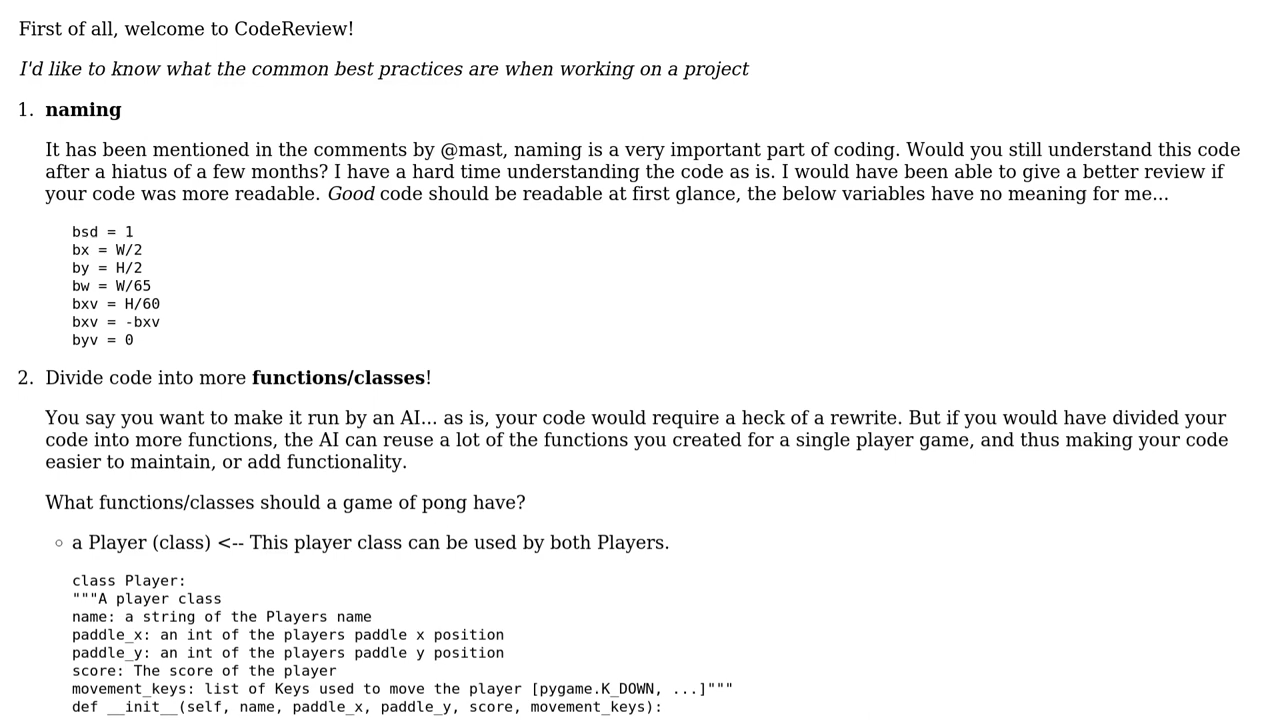 First of all, welcome to CodeReview!
I'd like to know what the common best practices are when working on a project
1. naming
It has been mentioned in the comments by @mast, naming is a very important part of coding. Would you still understand this code
after a hiatus of a few months? I have a hard time understanding the code as is. I would have been able to give a better review if
your code was more readable. Good code should be readable at first glance, the below variables have no meaning for me...
bsd = 1
bx = W/2
by = H/2
bw = W/65
bxv = H/60
bxv = -bxv
byv = 0
2. Divide code into more functions/classes!
You say you want to make it run by an AI... as is, your code would require a heck of a rewrite. But if you would have divided your
code into more functions, the AI can reuse a lot of the functions you created for a single player game, and thus making your code
easier to maintain, or add functionality.
What functions/classes should a game of pong have?
◦ a Player (class) <-- This player class can be used by both Players.
class Player:
"""A player class
name: a string of the Players name
paddle_x: an int of the players paddle x position
paddle_y: an int of the players paddle y position
score: The score of the player
movement_keys: list of Keys used to move the player [pygame.K_DOWN, ...]"""
def __init__(self, name, paddle_x, paddle_y, score, movement_keys):